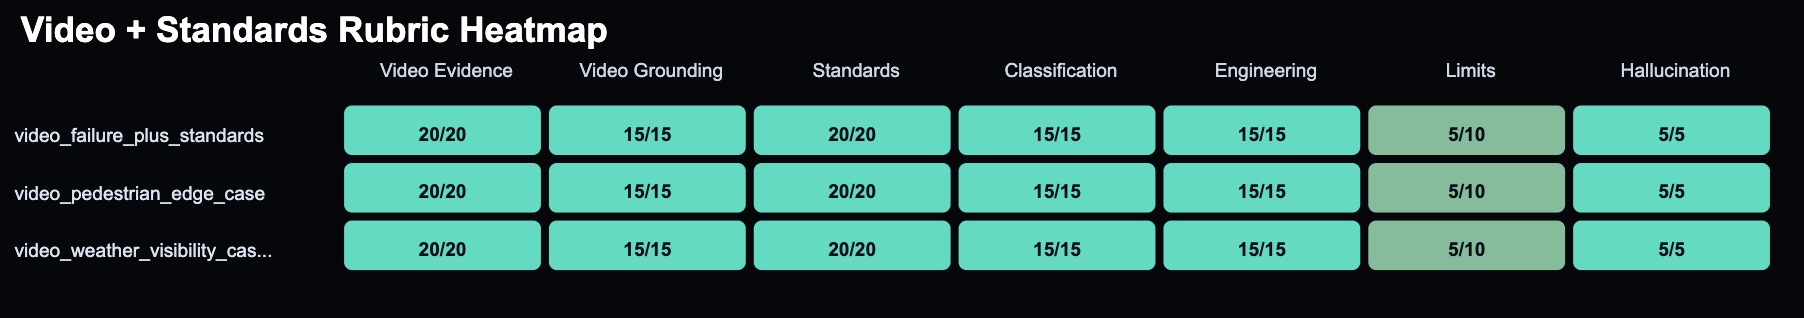 Video + Standards Rubric Heatmap
Video Evidence Video Grounding Standards Classification Engineering Limits Hallucination
video_failure_plus_standards 20/20 15/15 20/20 15/15 15/15 5/10 5/5
video_pedestrian_edge_case 20/20 15/15 20/20 15/15 15/15 5/10 5/5
video_weather_visibility_cas... 20/20 15/15 20/20 15/15 15/15 5/10 5/5